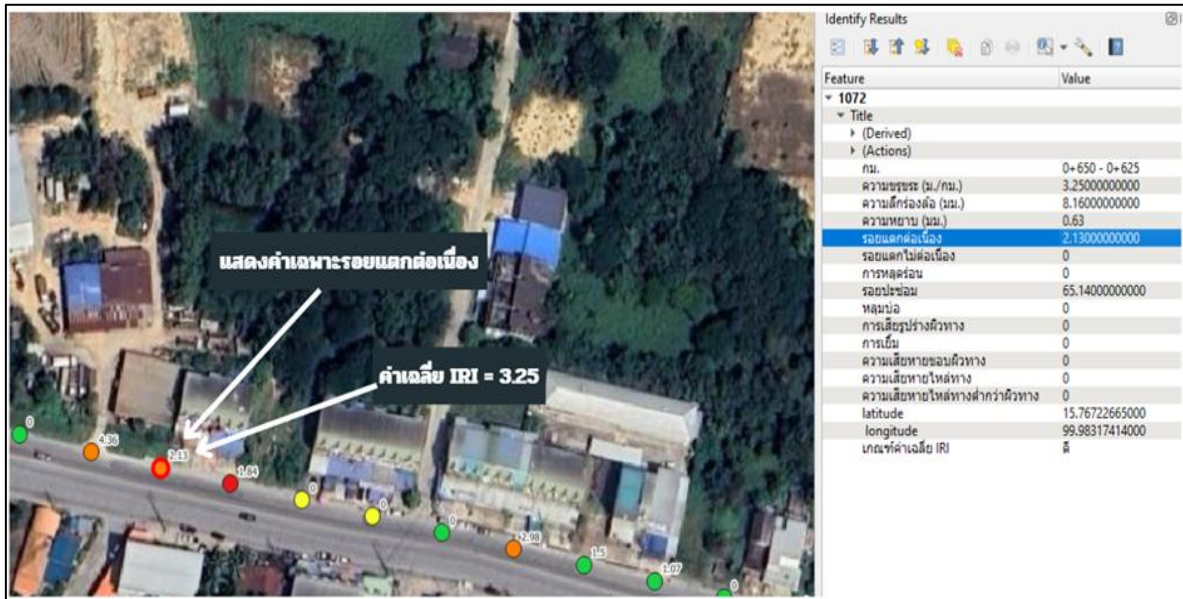 Identify Results
Feature Value
1072
Title
(Derived)
(Actions)
กม. 0+650 - 0+625
ความขรุขระ (ม./กม.) 3.25000000000
ความลึกร่องล้อ (มม.) 8.16000000000
ความหยาบ (มม.) 0.63
รอยแตกต่อเนื่อง 2.13000000000
รอยแตกไม่ต่อเนื่อง 0
การหลุดร่อน 0
รอยปะซ่อม 65.14000000000
หลุมบ่อ 0
การเสียรูปร่างผิวทาง 0
การเยิ้ม 0
ความเสียหายขอบผิวทาง 0
ความเสียหายไหล่ทาง 0
ความเสียหายไหล่ทางต่ำกว่าผิวทาง 0
latitude 15.76722665000
longitude 99.98317414000
เกณฑ์ค่าเฉลี่ย IRI ดี
แสดงค่าเฉพาะรอยแตกต่อเนื่อง
ค่าเฉลี่ย IRI = 3.25
0
4.36
2.13
1.84
0
0
0
2.98
1.5
1.07
0